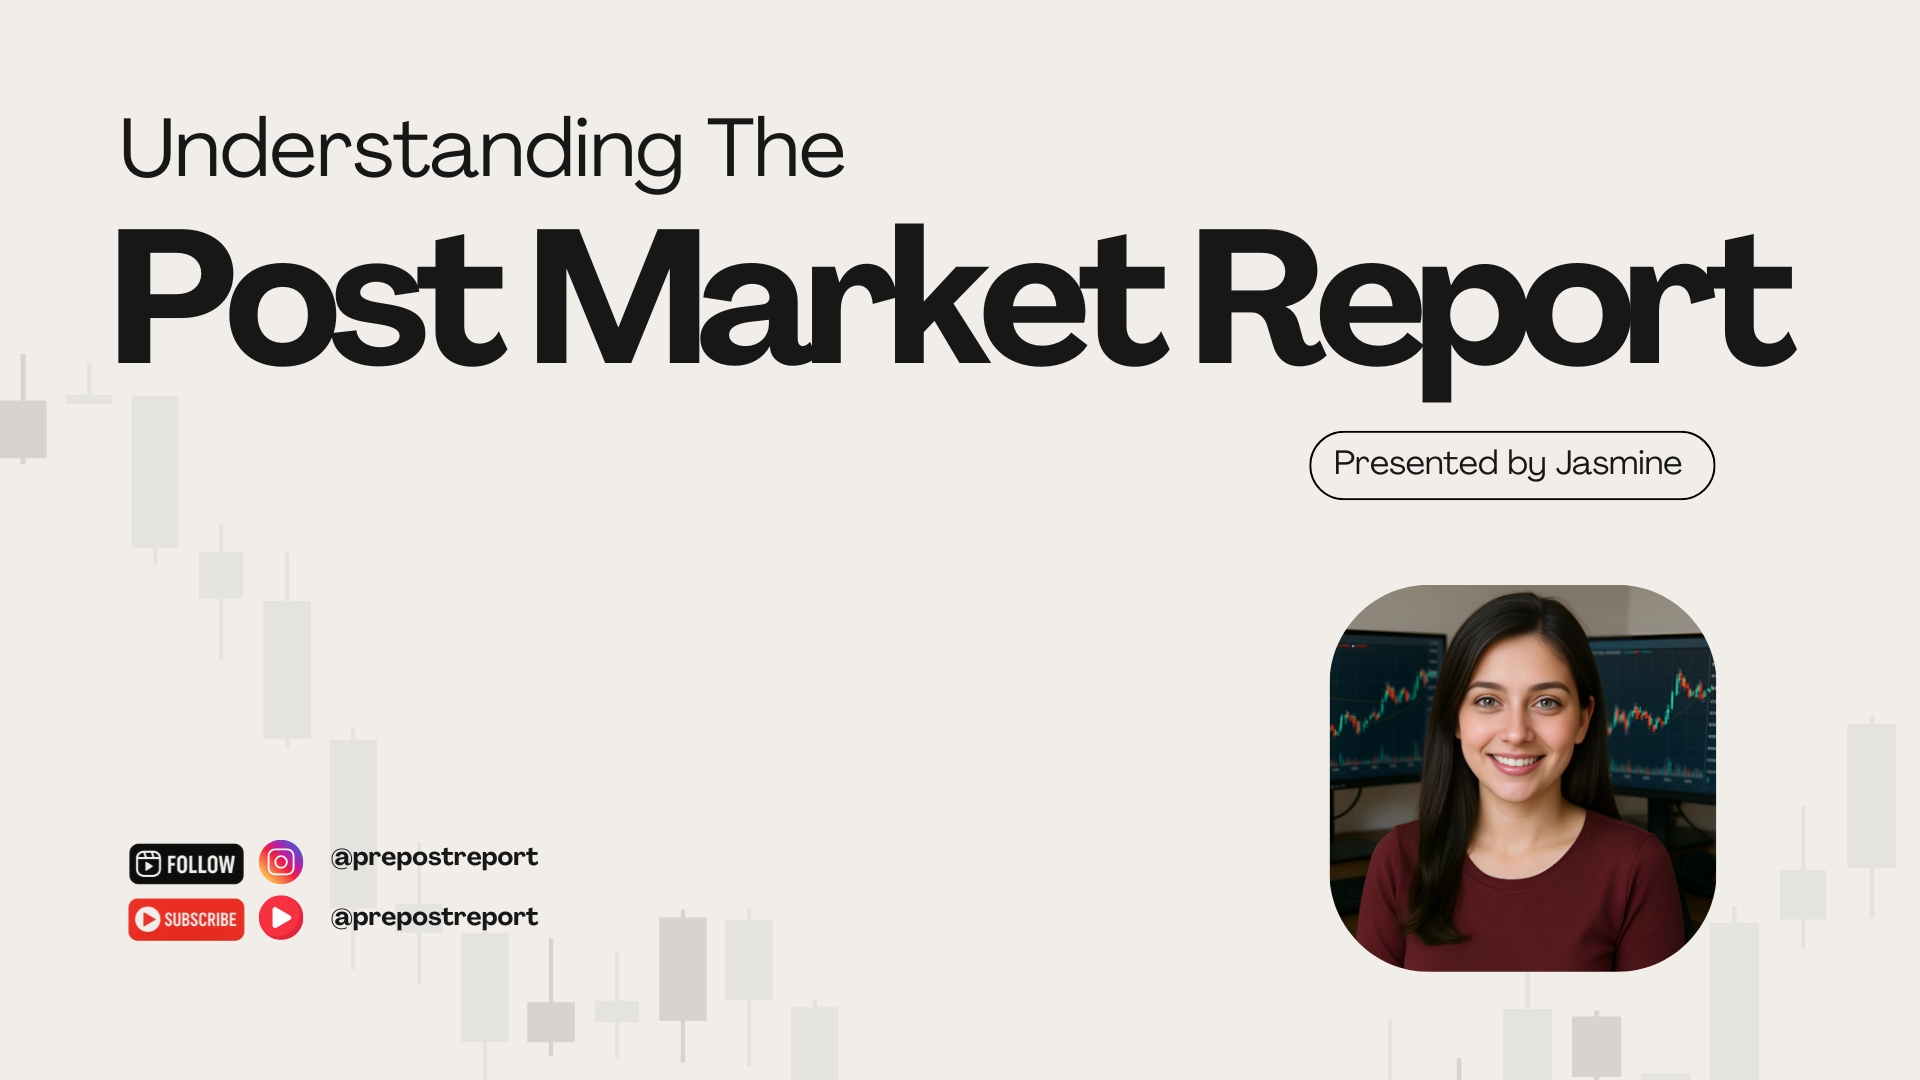 Understanding The
Post Market Report
Presented by Jasmine
FOLLOW
@prepostreport
SUBSCRIBE
@prepostreport